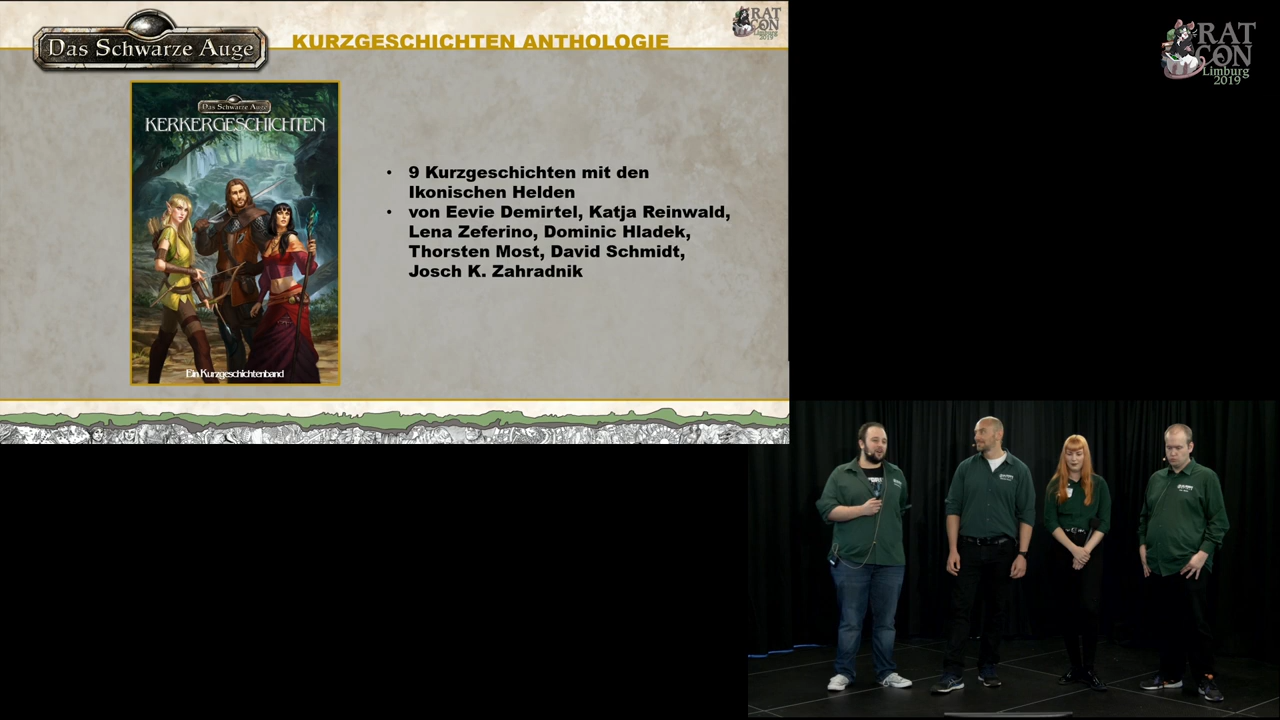 Das Schwarze Auge
KURZGESCHICHTEN ANTHOLOGIE
RAT
CON
Limburg
2019
Das Schwarze Auge
KERKERGESCHICHTEN
Ein Kurzgeschichtenband
• 9 Kurzgeschichten mit den
Ikonischen Helden
• von Eevie Demirtel, Katja Reinwald,
Lena Zeferino, Dominic Hladek,
Thorsten Most, David Schmidt,
Josch K. Zahradnik
RAT
CON
Limburg
2019